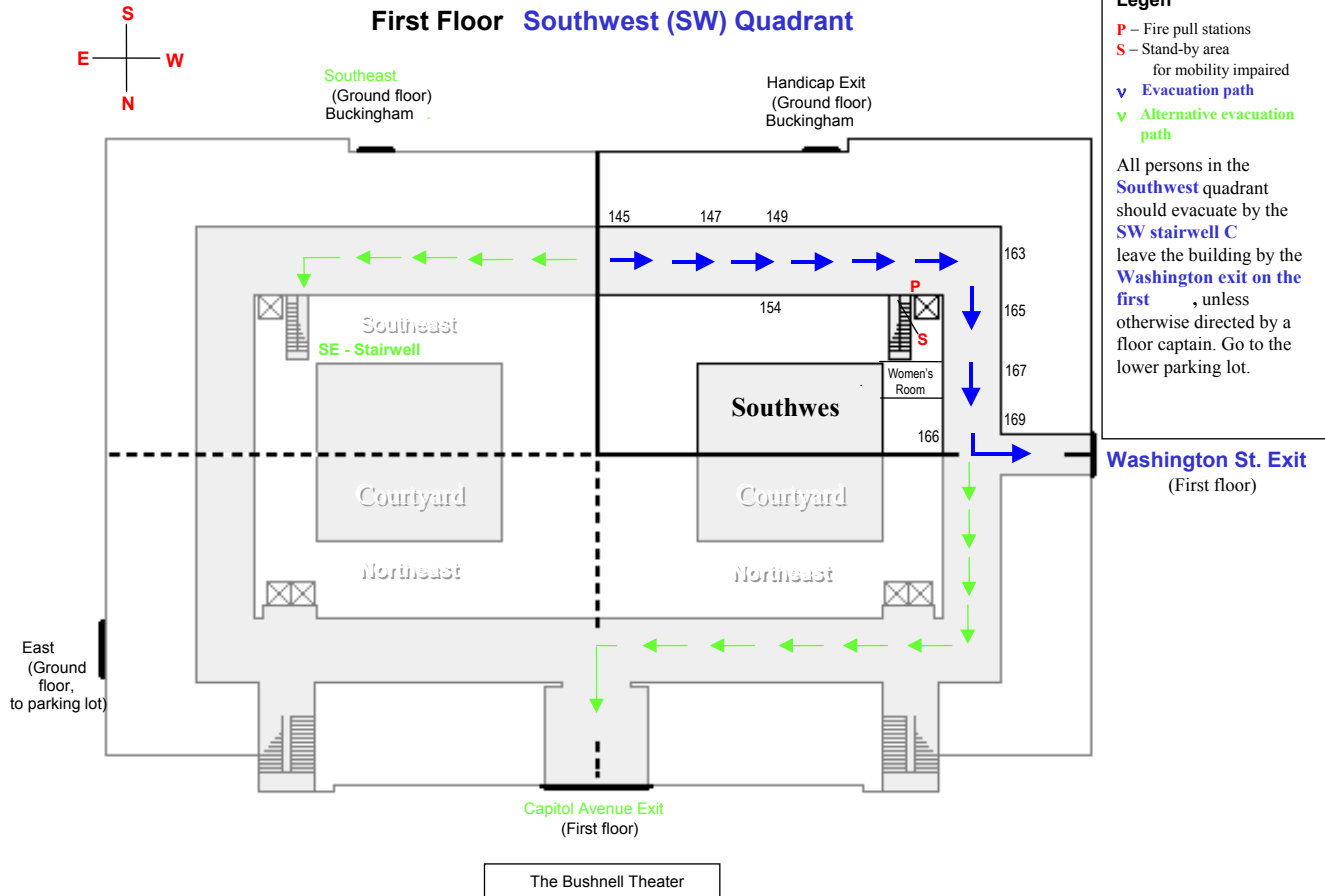 First Floor Southwest (SW) Quadrant
S
E W
N
Legen
P – Fire pull stations
S – Stand-by area
for mobility impaired
ν Evacuation path
ν Alternative evacuation
path
All persons in the
Southwest quadrant
should evacuate by the
SW stairwell C
leave the building by the
Washington exit on the
first , unless
otherwise directed by a
floor captain. Go to the
lower parking lot.
Southeast
(Ground floor)
Buckingham .
Handicap Exit
(Ground floor)
Buckingham
145 147 149
163
P
154
165
Southeast
S
SE - Stairwell
Women's
Room
167
Southwes
169
166
Washington St. Exit
(First floor)
Courtyard
Courtyard
Northeast
Northeast
East
(Ground
floor,
to parking lot)
Capitol Avenue Exit
(First floor)
The Bushnell Theater